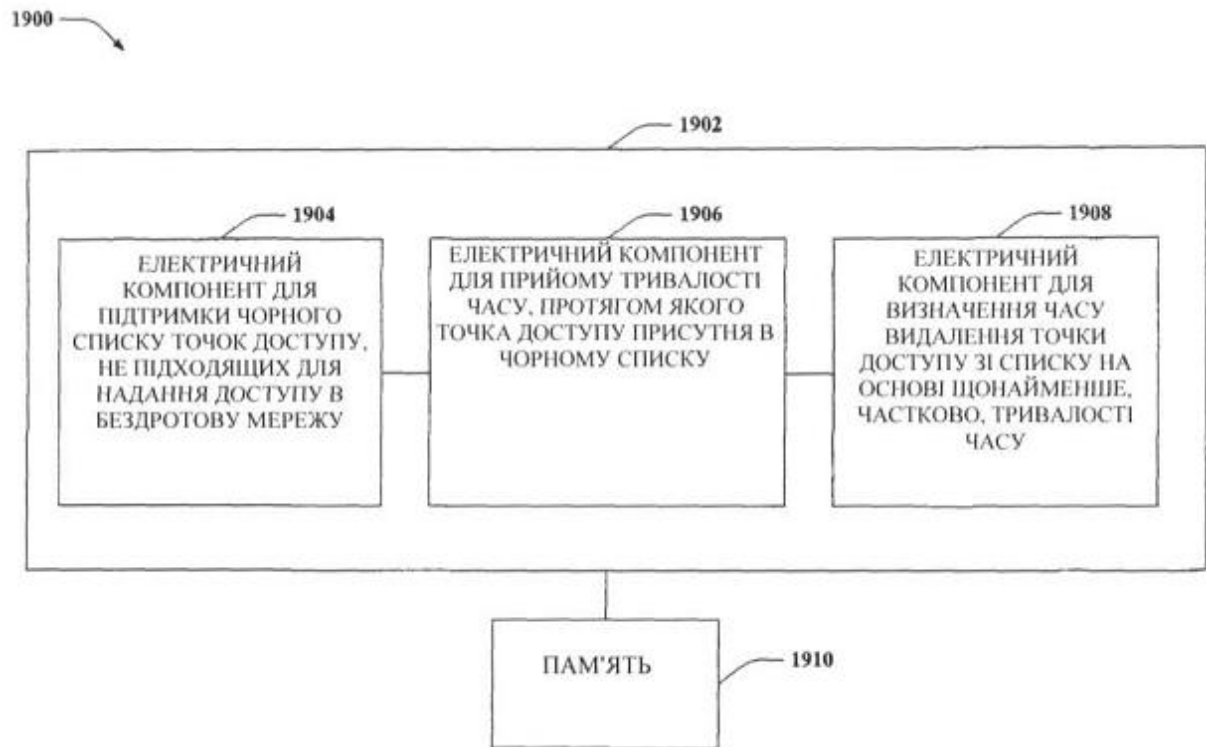 1900
1902
1904
1906
1908
ЕЛЕКТРИЧНИЙ
КОМПОНЕНТ ДЛЯ
ПІДТРИМКИ ЧОРНОГО
СПИСКУ ТОЧОК ДОСТУПУ,
НЕ ПІДХОДЯЩИХ ДЛЯ
НАДАННЯ ДОСТУПУ В
БЕЗДРОТОВУ МЕРЕЖУ
ЕЛЕКТРИЧНИЙ КОМПОНЕНТ
ДЛЯ ПРИЙОМУ ТРИВАЛОСТІ
ЧАСУ, ПРОТЯГОМ ЯКОГО
ТОЧКА ДОСТУПУ ПРИСУТНЯ В
ЧОРНОМУ СПИСКУ
ЕЛЕКТРИЧНИЙ
КОМПОНЕНТ ДЛЯ
ВИЗНАЧЕННЯ ЧАСУ
ВИДАЛЕННЯ ТОЧКИ
ДОСТУПУ ЗІ СПИСКУ НА
ОСНОВІ ЩОНАЙМЕНШЕ,
ЧАСТКОВО, ТРИВАЛОСТІ
ЧАСУ
ПАМ'ЯТЬ
1910